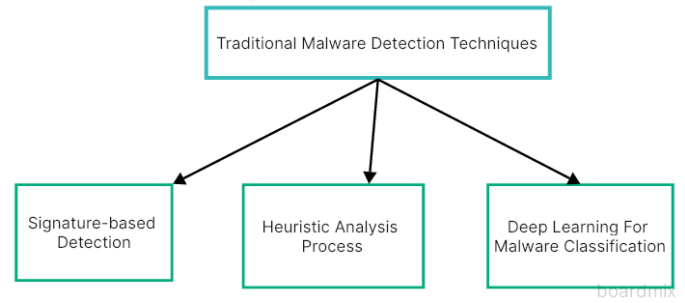 Traditional Malware Detection Techniques
Signature-based
Detection
Heuristic Analysis
Process
Deep Learning For
Malware Classification
boardmix